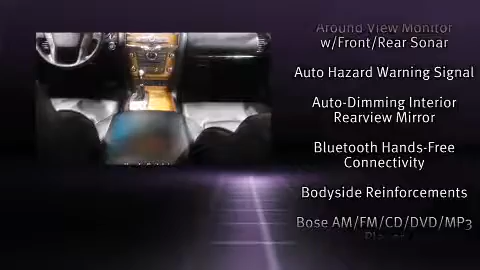 Around View Monitor
w/Front/Rear Sonar
Auto Hazard Warning Signal
Auto-Dimming Interior
Rearview Mirror
Bluetooth Hands-Free
Connectivity
Bodyside Reinforcements
Bose AM/FM/CD/DVD/MP3
Player